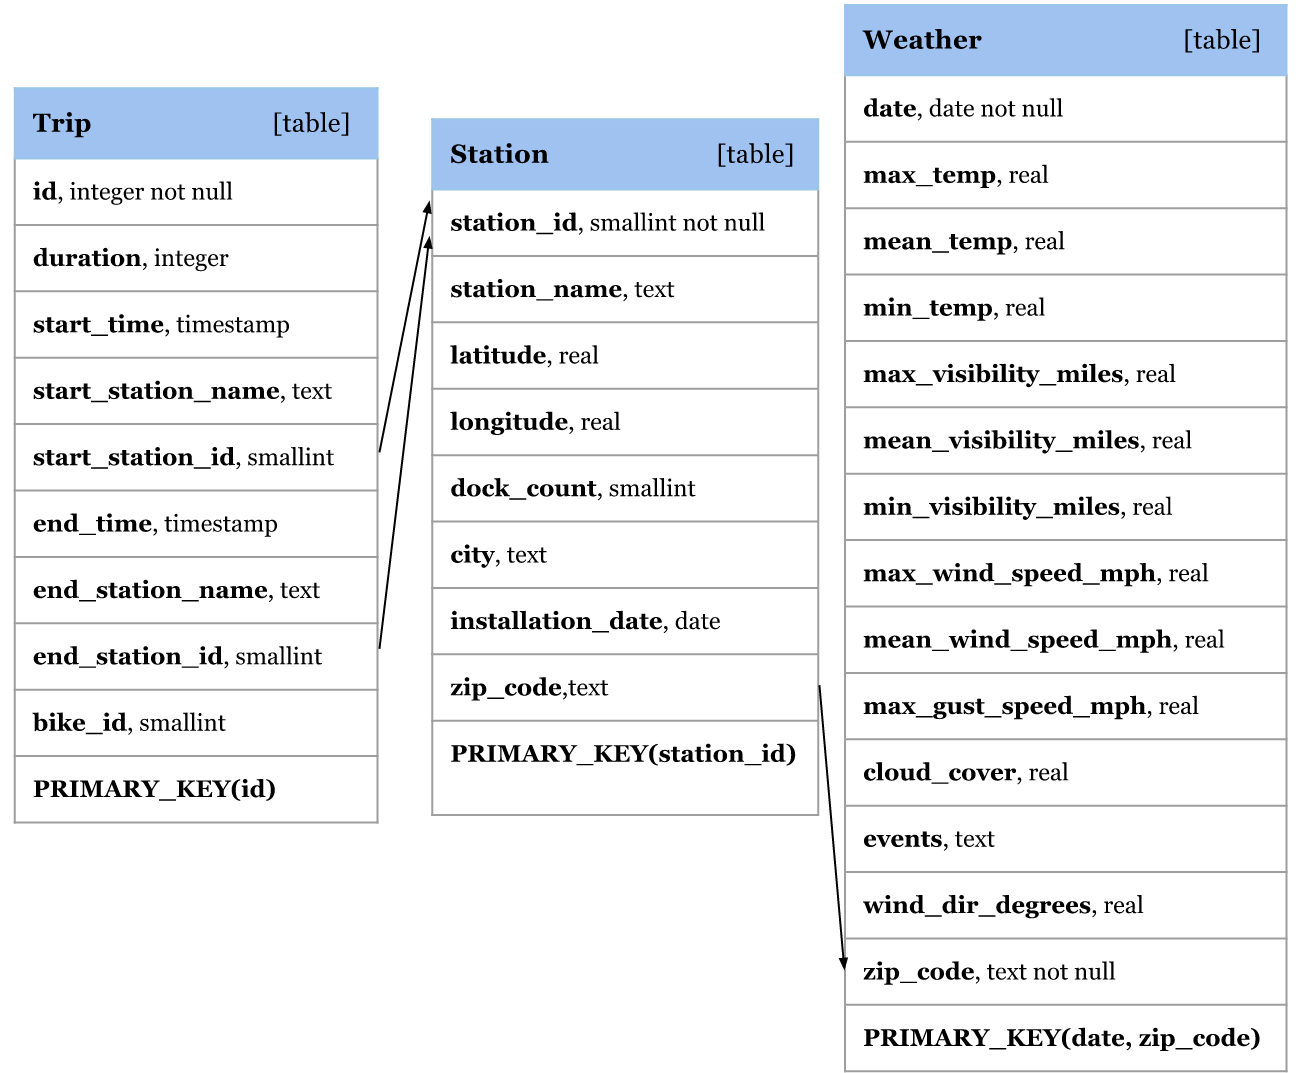 Trip [table]
id, integer not null
duration, integer
start_time, timestamp
start_station_name, text
start_station_id, smallint
end_time, timestamp
end_station_name, text
end_station_id, smallint
bike_id, smallint
PRIMARY_KEY(id)
Station [table]
station_id, smallint not null
station_name, text
latitude, real
longitude, real
dock_count, smallint
city, text
installation_date, date
zip_code,text
PRIMARY_KEY(station_id)
Weather [table]
date, date not null
max_temp, real
mean_temp, real
min_temp, real
max_visibility_miles, real
mean_visibility_miles, real
min_visibility_miles, real
max_wind_speed_mph, real
mean_wind_speed_mph, real
max_gust_speed_mph, real
cloud_cover, real
events, text
wind_dir_degrees, real
zip_code, text not null
PRIMARY_KEY(date, zip_code)